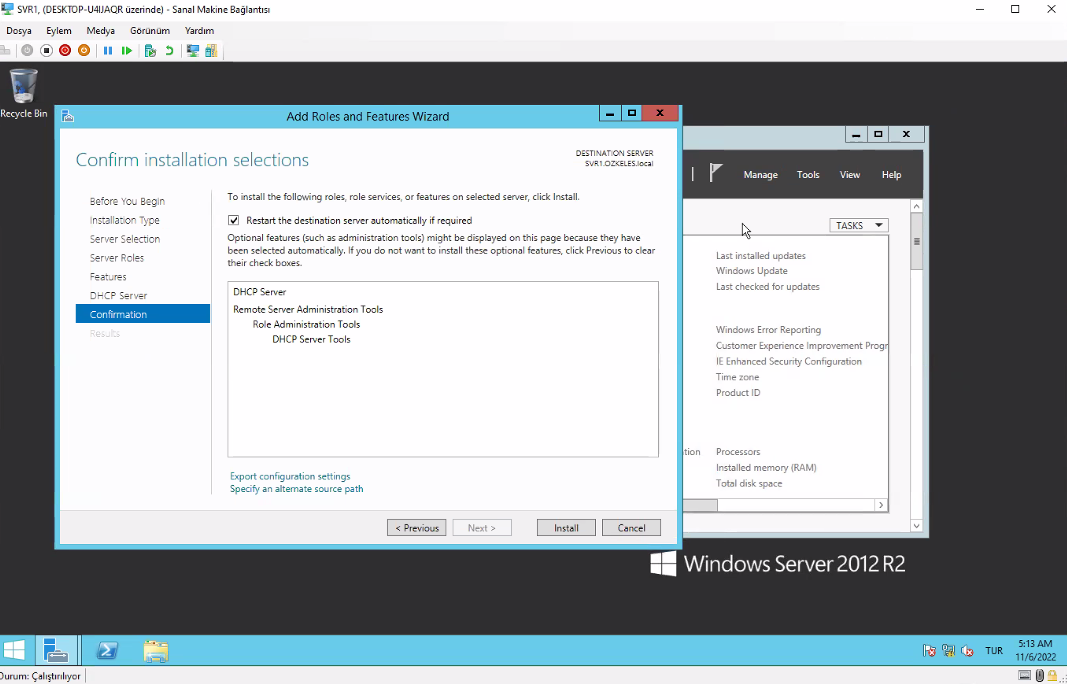 SVR1, (DESKTOP-U4IJAQR üzerinde) - Sanal Makine Bağlantısı
Dosya Eylem Medya Görünüm Yardım
Recycle Bin
Add Roles and Features Wizard
Confirm installation selections
DESTINATION SERVER
SVR1.OZKELES.local
Before You Begin
Installation Type
Server Selection
Server Roles
Features
DHCP Server
Confirmation
Results
To install the following roles, role services, or features on selected server, click Install.
Restart the destination server automatically if required
Optional features (such as administration tools) might be displayed on this page because they have
been selected automatically. If you do not want to install these optional features, click Previous to clear
their check boxes.
DHCP Server
Remote Server Administration Tools
Role Administration Tools
DHCP Server Tools
Export configuration settings
Specify an alternate source path
< Previous Next > Install Cancel
Manage Tools View Help
TASKS
Last installed updates
Windows Update
Last checked for updates
Windows Error Reporting
Customer Experience Improvement Progr
IE Enhanced Security Configuration
Time zone
Product ID
tion Processors
Installed memory (RAM)
Total disk space
Windows Server 2012 R2
TUR
5:13 AM
11/6/2022
Durum: Çalıştırılıyor